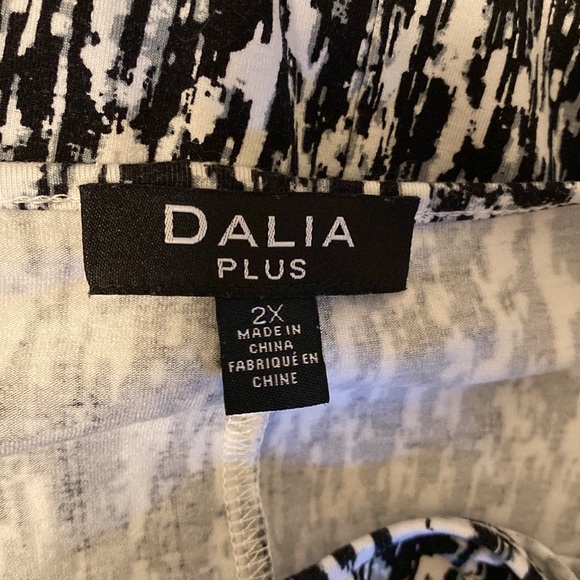 DALIA
PLUS
2X
MADE IN
CHINA
FABRIQUÉ EN
CHINE